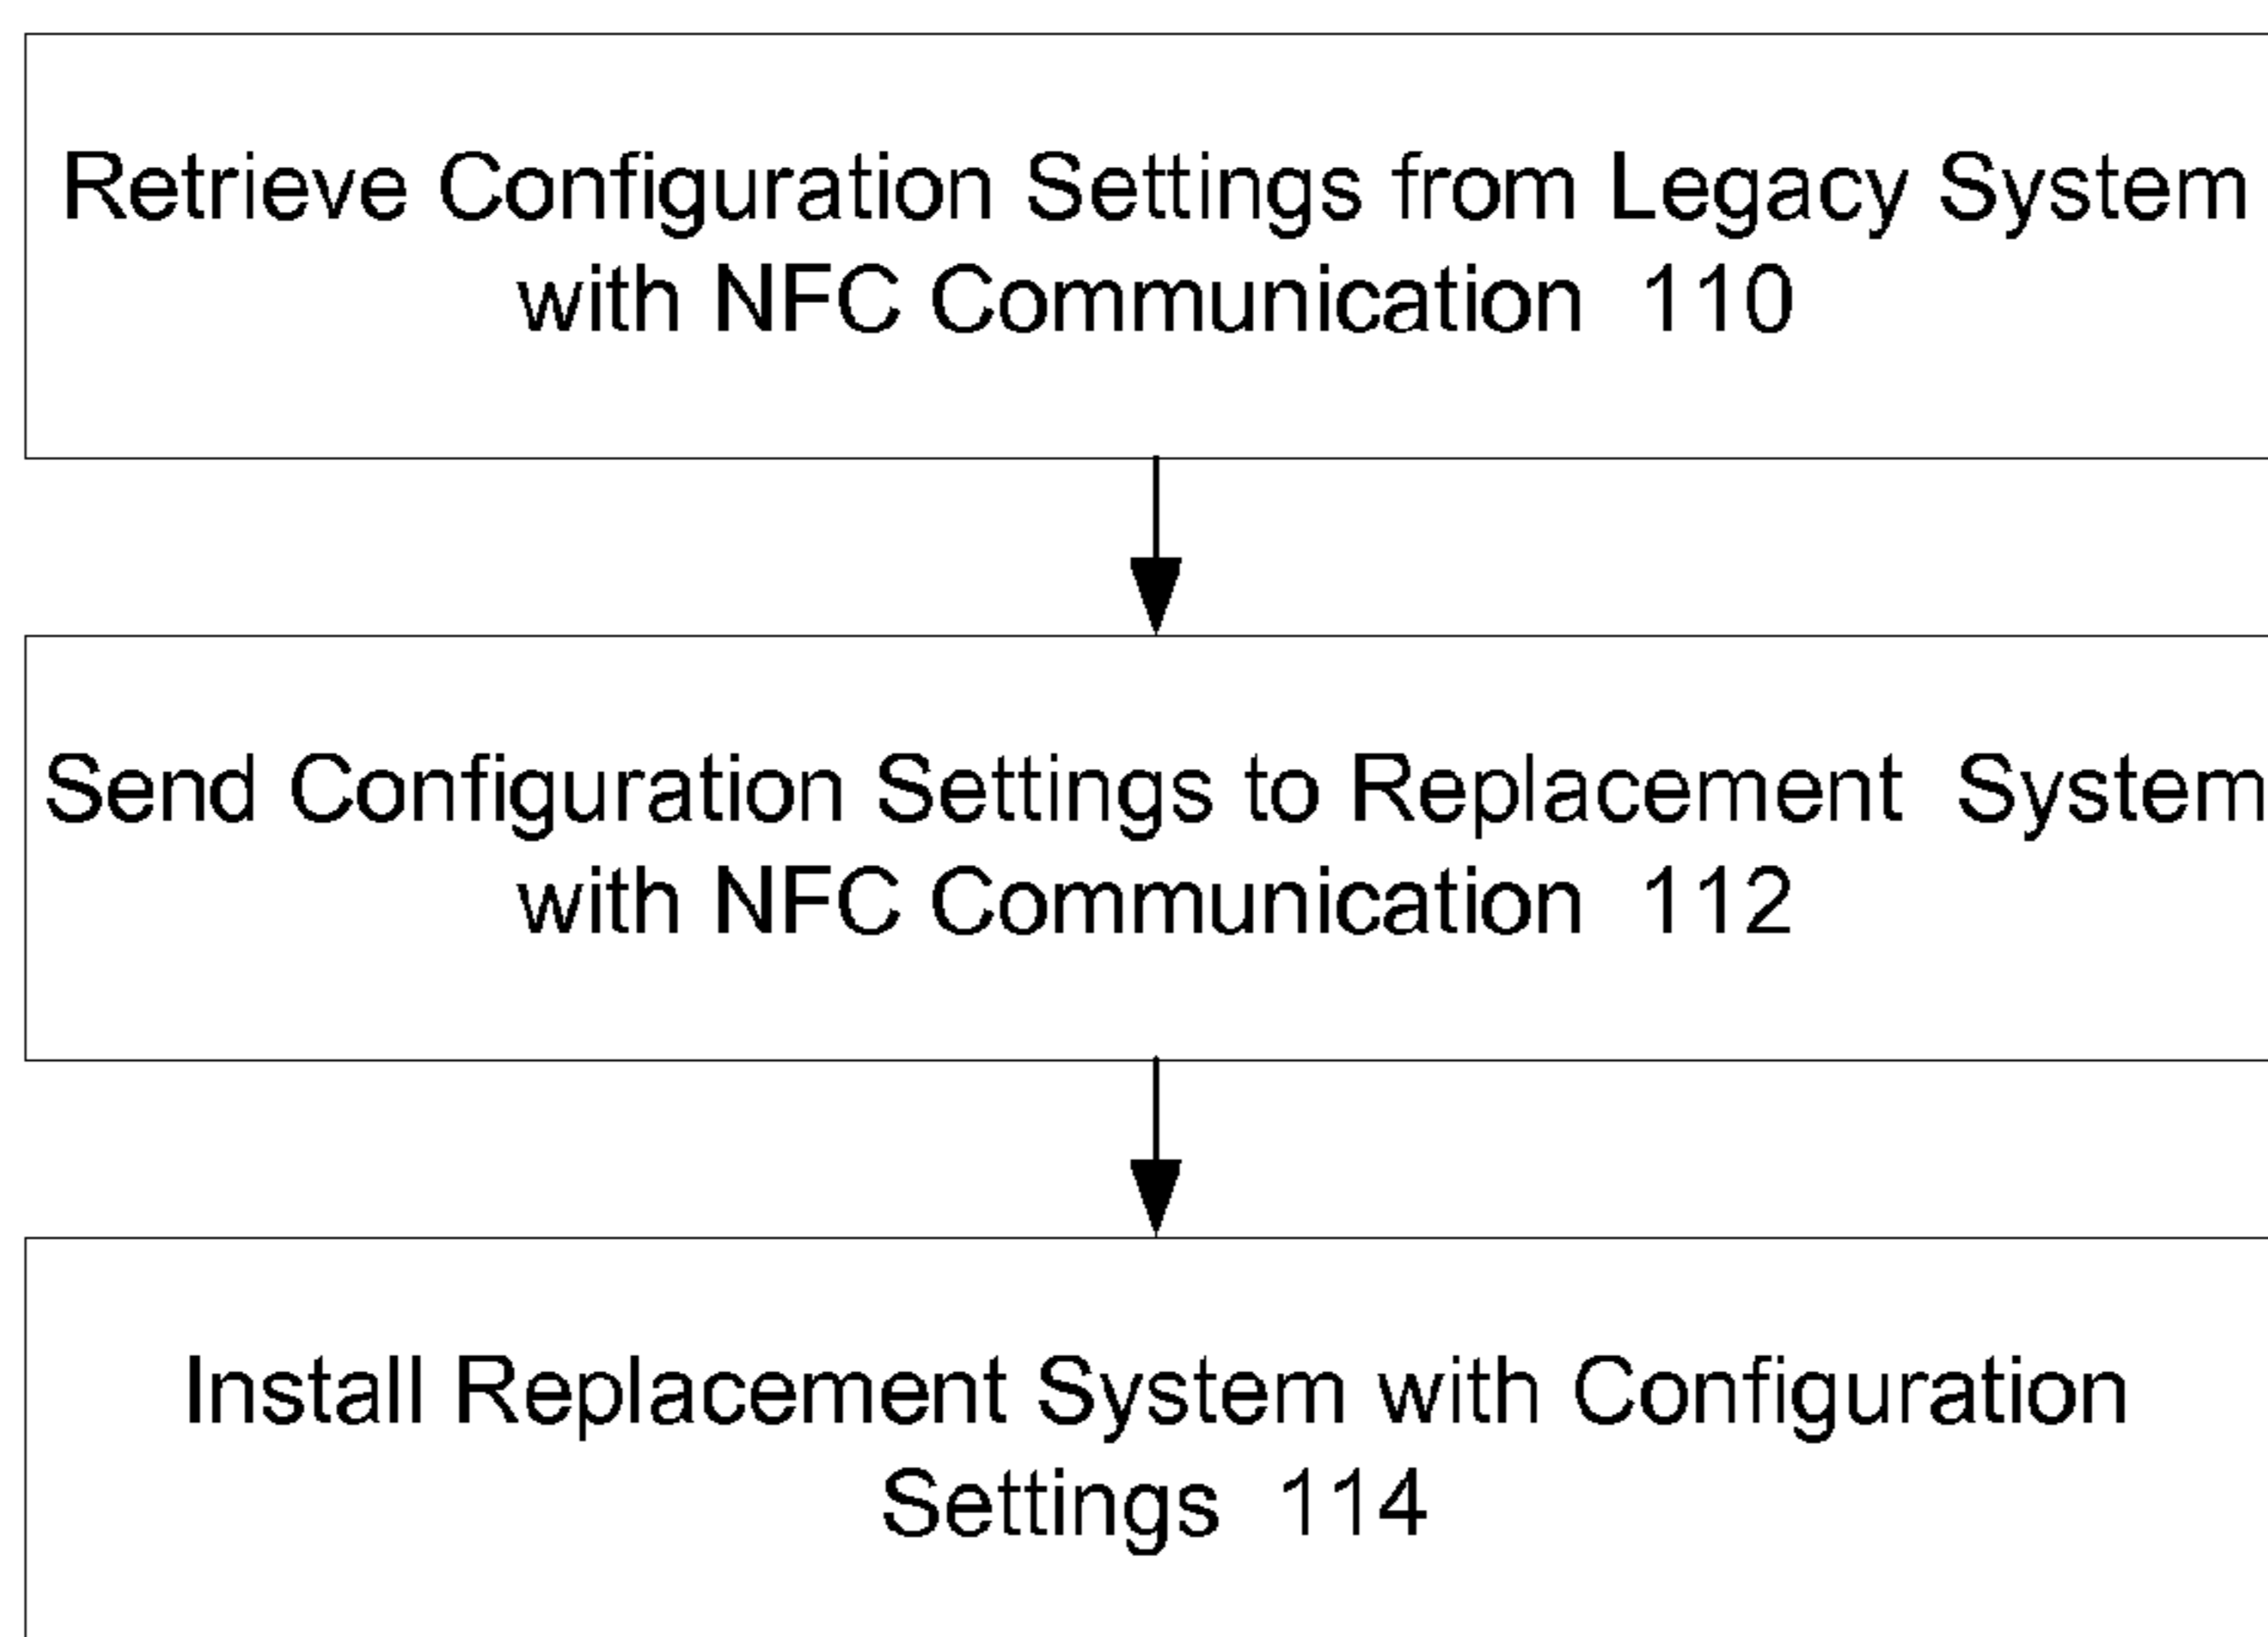 Retrieve Configuration Settings from Legacy System
with NFC Communication 110
Send Configuration Settings to Replacement System
with NFC Communication 112
Install Replacement System with Configuration
Settings 114